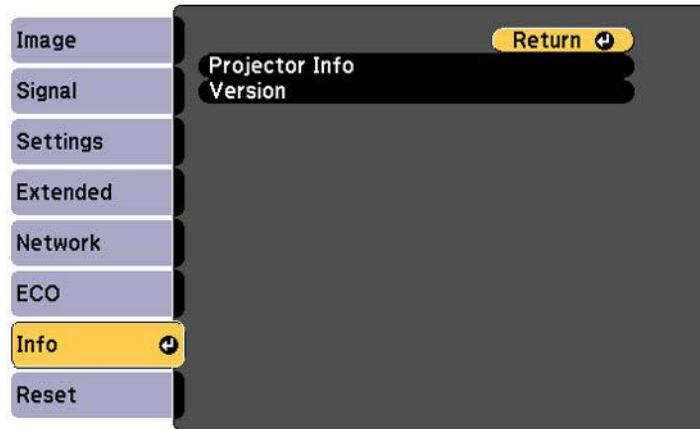 Image
Signal
Settings
Extended
Network
ECO
Info
Reset
Return
Projector Info
Version